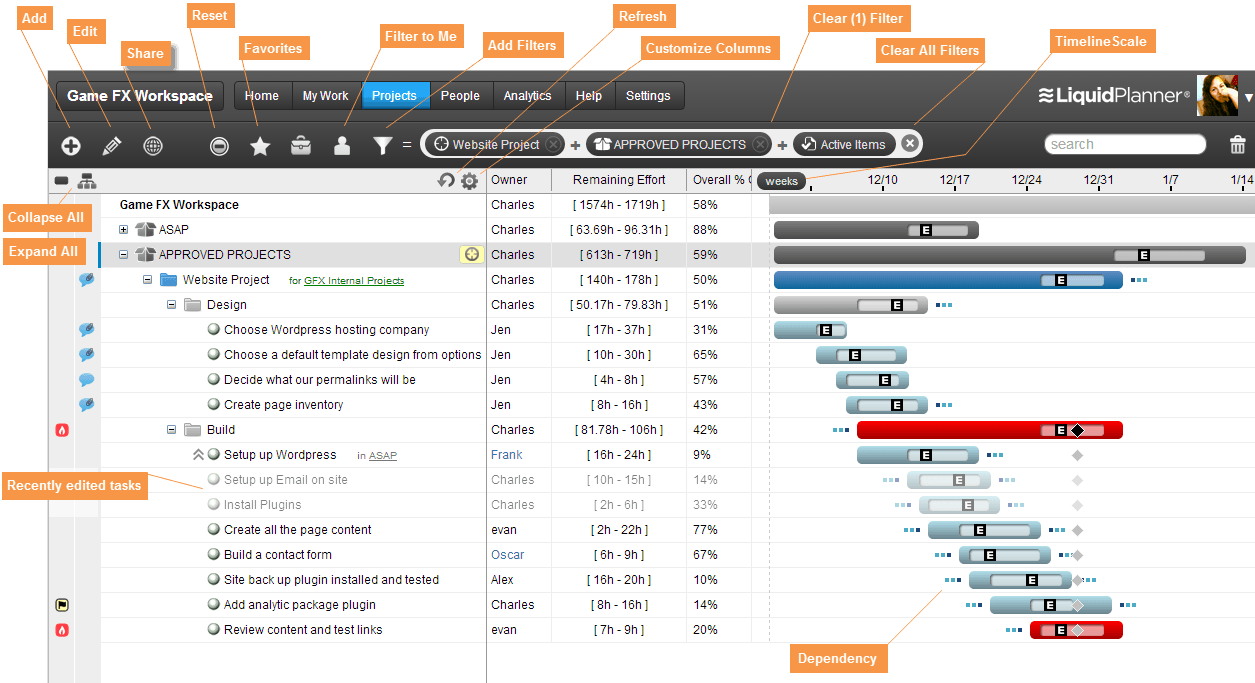 Add
Edit
Share
Reset
Favorites
Filter to Me
Add Filters
Refresh
Customize Columns
Clear (1) Filter
Clear All Filters
TimelineScale
Game FX Workspace
Home
My Work
Projects
People
Analytics
Help
Settings
LiquidPlanner®
= Website Project + APPROVED PROJECTS + Active Items
search
Owner Remaining Effort Overall % weeks 12/10 12/17 12/24 12/31 1/7 1/14
Collapse All
Expand All
Game FX Workspace Charles [ 1574h - 1719h ] 58%
ASAP Charles [ 63.69h - 96.31h ] 88% E
APPROVED PROJECTS Charles [ 613h - 719h ] 59% E
Website Project for GFX Internal Projects Charles [ 140h - 178h ] 50% E
Design Charles [ 50.17h - 79.83h ] 51% E
Choose Wordpress hosting company Jen [ 17h - 37h ] 31% E
Choose a default template design from options Jen [ 10h - 30h ] 65% E
Decide what our permalinks will be Jen [ 4h - 8h ] 57% E
Create page inventory Jen [ 8h - 16h ] 43% E
Build Charles [ 81.78h - 106h ] 42% E
Setup up Wordpress in ASAP Frank [ 16h - 24h ] 9% E
Recently edited tasks
Setup up Email on site Charles [ 10h - 15h ] 14% E
Install Plugins Charles [ 2h - 6h ] 33% E
Create all the page content evan [ 2h - 22h ] 77% E
Build a contact form Oscar [ 6h - 9h ] 67% E
Site back up plugin installed and tested Alex [ 16h - 20h ] 10% E
Add analytic package plugin Charles [ 8h - 16h ] 14% E
Review content and test links evan [ 7h - 9h ] 20% E
Dependency